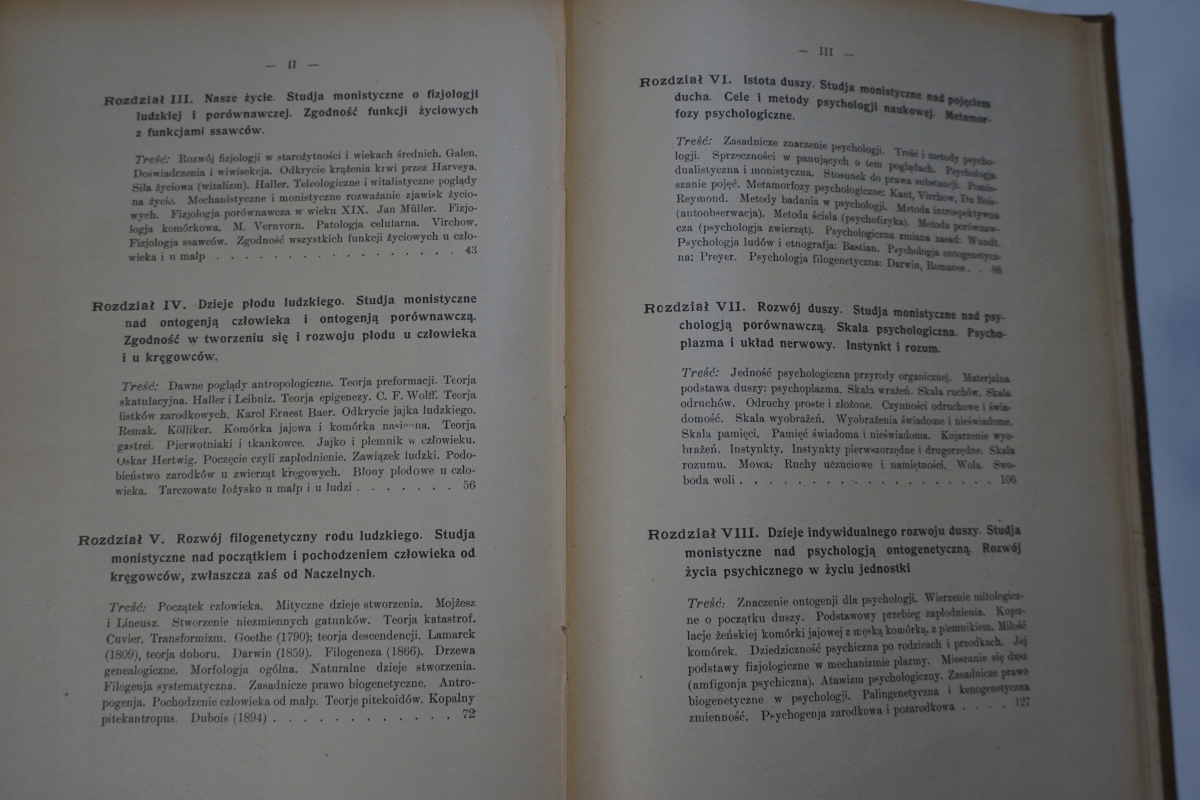 — II —
Rozdział III. Nasze życie. Studja monistyczne o fizjologji
ludzkiej i porównawczej. Zgodność funkcji życiowych
z funkcjami ssawców.
Treść: Rozwój fizjologji w starożytności i wiekach średnich. Galen.
Doświadczenia i wiwisekcja. Odkrycie krążenia krwi przez Harveya.
Siła życiowa (witalizm). Haller. Teleologiczne i witalistyczne poglądy
na życie. Mechanistyczne i monistyczne rozważanie zjawisk życio-
wych. Fizjologja porównawcza w wieku XIX. Jan Müller. Fizjo-
logja komórkowa. M. Vernvorn. Patologja celularna. Virchow.
Fizjologja ssawców. Zgodność wszystkich funkcji życiowych u czło-
wieka i u małp . . . . . . . . . . . . . . . . . 43
Rozdział IV. Dzieje płodu ludzkiego. Studja monistyczne
nad ontogenją człowieka i ontogenją porównawczą.
Zgodność w tworzeniu się i rozwoju płodu u człowieka
i u kręgowców.
Treść: Dawne poglądy antropologiczne. Teorja preformacji. Teorja
skatulacyjna. Haller i Leibniz. Teorja epigenezy. C. F. Wolff. Teorja
listków zarodkowych. Karol Ernest Baer. Odkrycie jajka ludzkiego.
Remak. Kölliker. Komórka jajowa i komórka nasienna. Teorja
gastrei. Pierwotniaki i tkankowce. Jajko i plemnik w człowieku.
Oskar Hertwig. Poczęcie czyli zapłodnienie. Zawiązek ludzki. Podo-
bieństwo zarodków u zwierząt kręgowych. Błony płodowe u czło-
wieka. Tarczowate łożysko u małp i u ludzi . . . . . . . 56
Rozdział V. Rozwój filogenetyczny rodu ludzkiego. Studja
monistyczne nad początkiem i pochodzeniem człowieka od
kręgowców, zwłaszcza zaś od Naczelnych.
Treść: Początek człowieka. Mityczne dzieje stworzenia. Mojżesz
i Lineusz. Stworzenie niezmiennych gatunków. Teorja katastrof.
Cuvier. Transformizm. Goethe (1790); teorja descendencji. Lamarck
(1809), teorja doboru. Darwin (1859). Filogeneza (1866). Drzewa
genealogiczne. Morfologja ogólna. Naturalne dzieje stworzenia.
Filogenja systematyczna. Zasadnicze prawo biogenetyczne. Antro-
pogenja. Pochodzenie człowieka od małp. Teorje pitekoidów. Kopalny
pitekantropus. Dubois (1894) . . . . . . . . . . . . . 72
— III —
Rozdział VI. Istota duszy. Studja monistyczne nad pojęciem
ducha. Cele i metody psychologji naukowej. Metamor-
fozy psychologiczne.
Treść: Zasadnicze znaczenie psychologji. Treść i metody psycho-
logji. Sprzeczności w panujących o tem poglądach. Psychologja
dualistyczna i monistyczna. Stosunek do prawa substancji. Pomie-
szanie pojęć. Metamorfozy psychologiczne: Kant, Virchow, Du Bois-
Reymond. Metody badania w psychologji. Metoda introspektywna
(autoobserwacja). Metoda ścisła (psychofizyka). Metoda porównaw-
cza (psychologja zwierząt). Psychologiczna zmiana zasad: Wundt.
Psychologja ludów i etnografja: Bastian. Psychologja ontogenetycz-
na: Preyer. Psychologja filogenetyczna: Darwin, Romanes. . . 88
Rozdział VII. Rozwój duszy. Studja monistyczne nad psy-
chologją porównawczą. Skala psychologiczna. Psycho-
plazma i układ nerwowy. Instynkt i rozum.
Treść: Jedność psychologiczna przyrody organicznej. Materjalna
podstawa duszy: psychoplazma. Skala wrażeń. Skala ruchów. Skala
odruchów. Odruchy proste i złożone. Czynności odruchowe i świa-
domość. Skala wyobrażeń. Wyobrażenia świadome i nieświadome.
Skala pamięci. Pamięć świadoma i nieświadoma. Kojarzenie wyo-
brażeń. Instynkty. Instynkty pierwszorzędne i drugorzędne. Skala
rozumu. Mowa. Ruchy uczuciowe i namiętności. Wola. Swo-
boda woli . . . . . . . . . . . . . . . . . . . 106
Rozdział VIII. Dzieje indywidualnego rozwoju duszy. Studja
monistyczne nad psychologją ontogenetyczną. Rozwój
życia psychicznego w życiu jednostki
Treść: Znaczenie ontogenji dla psychologji. Wierzenie mitologicz-
ne o początku duszy. Podstawowy przebieg zapłodnienia. Kopu-
lacje żeńskiej komórki jajowej z męską komórką, z plemnikiem. Miłość
komórek. Dziedziczność psychiczna po rodzicach i przodkach. Jej
podstawy fizjologiczne w mechanizmie plazmy. Mieszanie się dusz
(amfigonja psychiczna). Atawizm psychologiczny. Zasadnicze prawo
biogenetyczne w psychologji. Palingenetyczna i kenogenetyczna
zmienność. Psychogenja zarodkowa i pozarodkowa . . . . 127